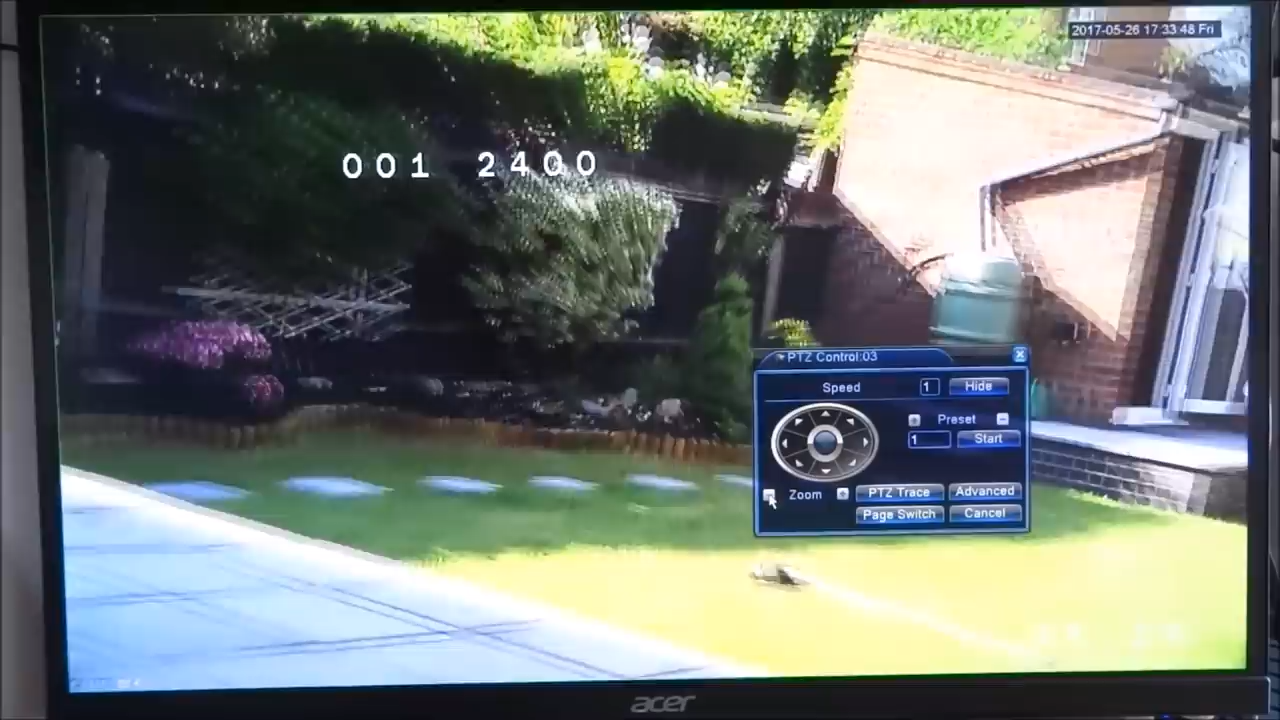 2017-05-26 17:33:48 Fri
001 2400
PTZ Control:03
Speed 1 Hide
Preset
1 Start
Zoom PTZ Trace Advanced
Page Switch Cancel
acer